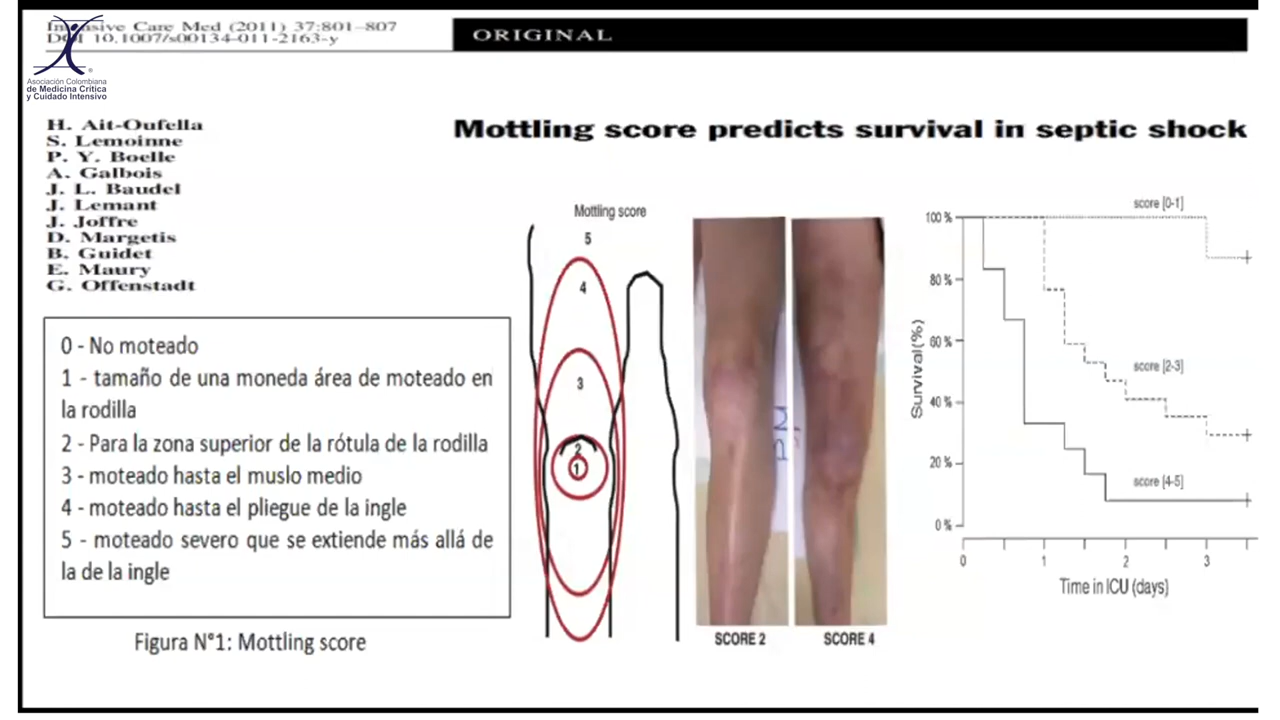 Intensive Care Med (2011) 37:801–807
DOI 10.1007/s00134-011-2163-y
ORIGINAL
Asociación Colombiana
de Medicina Crítica
y Cuidado Intensivo
H. Ait-Oufella
S. Lemoinne
P. Y. Boelle
A. Galbois
J. L. Baudel
J. Lemant
J. Joffre
D. Margetis
B. Guidet
E. Maury
G. Offenstadt
Mottling score predicts survival in septic shock
0 - No moteado
1 - tamaño de una moneda área de moteado en
la rodilla
2 - Para la zona superior de la rótula de la rodilla
3 - moteado hasta el muslo medio
4 - moteado hasta el pliegue de la ingle
5 - moteado severo que se extiende más allá de
la de la ingle
Figura N°1: Mottling score
Mottling score
5
4
3
2
1
SCORE 2
SCORE 4
score [0-1]
score [2-3]
score [4-5]
Survival (%)
100 %
80 %
60 %
40 %
20 %
0 %
0
1
2
3
Time in ICU (days)